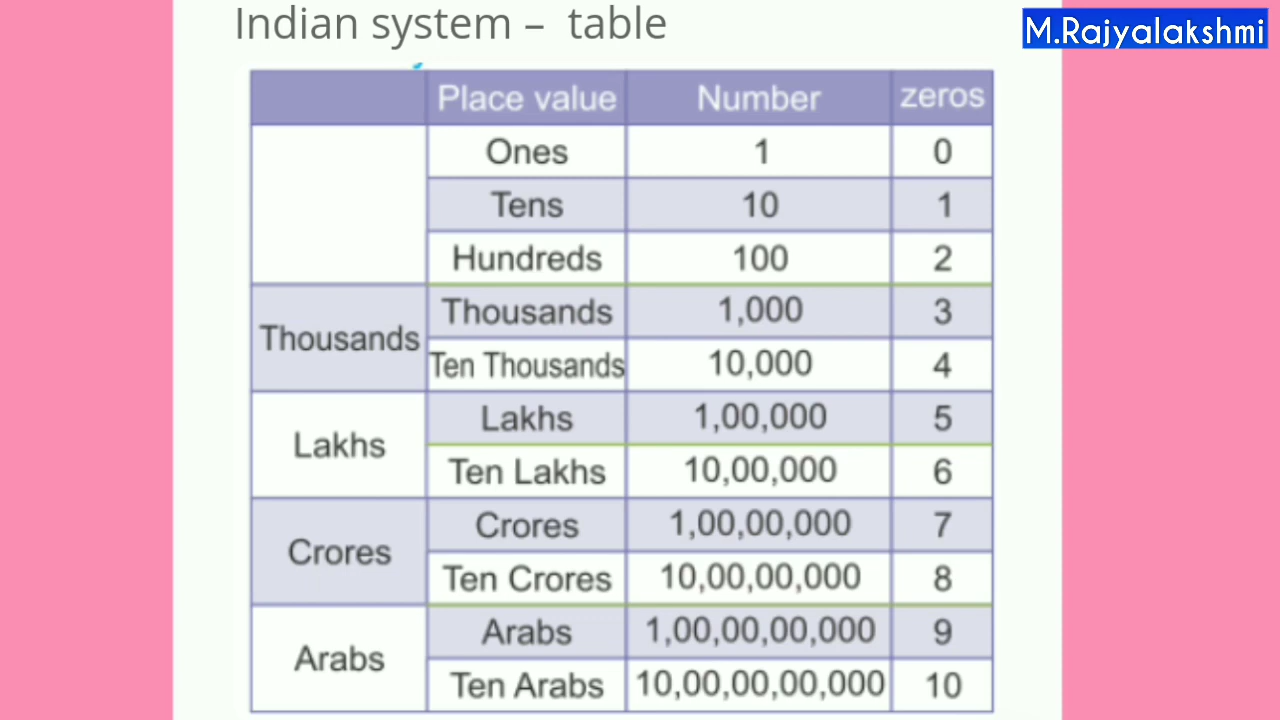 Indian system – table
M.Rajyalakshmi
Place value Number zeros
Ones 1 0
Tens 10 1
Hundreds 100 2
Thousands
Thousands 1,000 3
Ten Thousands 10,000 4
Lakhs
Lakhs 1,00,000 5
Ten Lakhs 10,00,000 6
Crores
Crores 1,00,00,000 7
Ten Crores 10,00,00,000 8
Arabs
Arabs 1,00,00,00,000 9
Ten Arabs 10,00,00,00,000 10